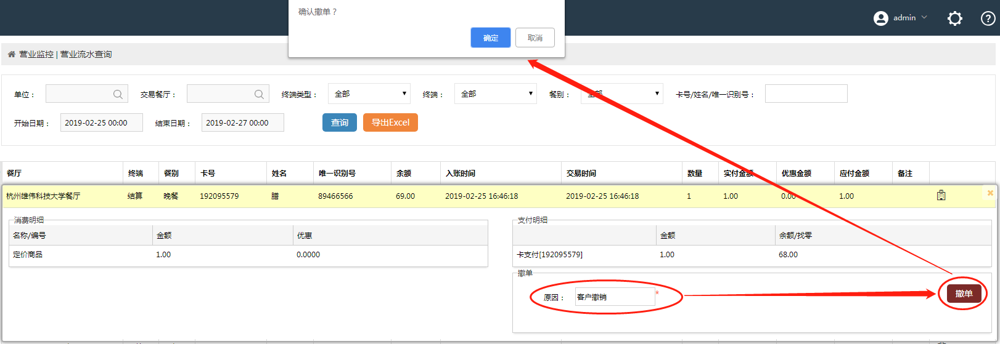 确认撤单？
确定 取消
admin
营业监控 | 营业流水查询
单位： 交易餐厅： 终端类型： 全部 终端： 全部 餐别： 全部 卡号/姓名/唯一识别号：
开始日期： 2019-02-25 00:00 结束日期： 2019-02-27 00:00 查询 导出Excel
餐厅 终端 餐别 卡号 姓名 唯一识别号 余额 入账时间 交易时间 数量 实付金额 优惠金额 应付金额 备注
杭州雄伟科技大学餐厅 结算 晚餐 192095579 膳 89466566 69.00 2019-02-25 16:46:18 2019-02-25 16:46:18 1 1.00 0.00 1.00
消费明细 支付明细
名称/编号 金额 优惠 金额 余额/找零
定价商品 1.00 0.0000 卡支付[192095579] 1.00 68.00
撤单
原因： 客户撤销 * 撤单